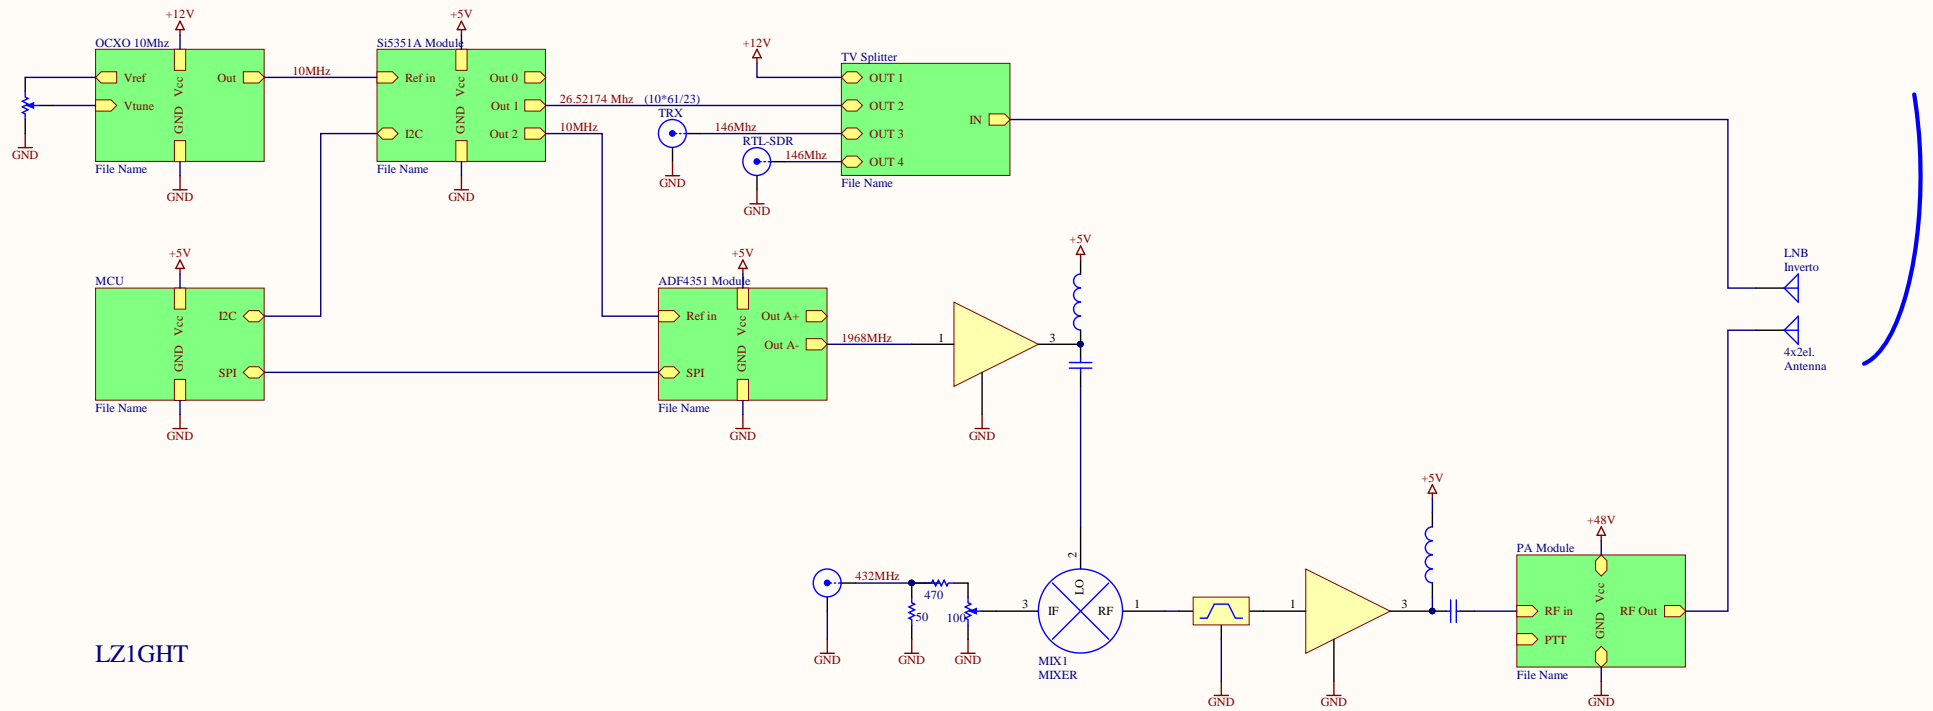 +12V
OCXO 10Mhz
Vref
Vtune
Out
Vcc
GND
File Name
GND
GND
10MHz
+5V
Si5351A Module
Ref in
I2C
Out 0
Out 1
Out 2
Vcc
GND
File Name
GND
26.52174 Mhz (10*61/23)
10MHz
+12V
TV Splitter
OUT 1
OUT 2
OUT 3
OUT 4
IN
File Name
TRX
146Mhz
GND
RTL-SDR
146Mhz
GND
LNB
Inverto
4x2el.
Antenna
+5V
MCU
I2C
SPI
Vcc
GND
File Name
GND
+5V
ADF4351 Module
Ref in
SPI
Out A+
Out A-
Vcc
GND
File Name
GND
1968MHz
1
3
GND
+5V
432MHz
GND
470
50
GND
100
GND
3
IF
LO
2
RF
1
MIX1
MIXER
GND
1
3
GND
+5V
+48V
PA Module
RF in
PTT
RF Out
Vcc
GND
File Name
GND
LZ1GHT